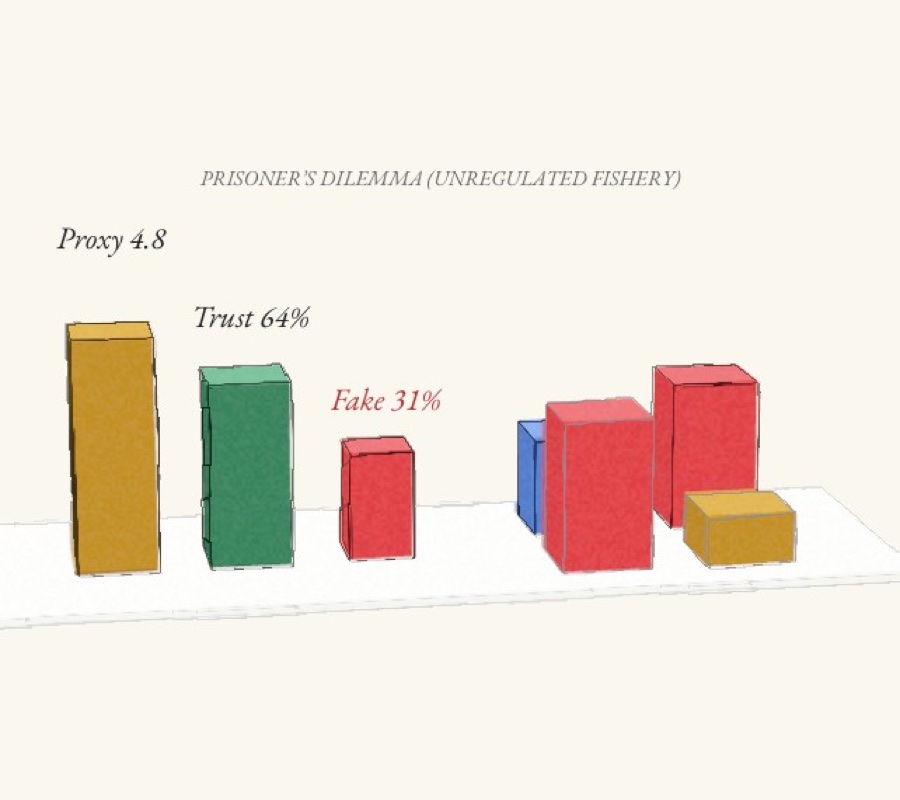 PRISONER’S DILEMMA (UNREGULATED FISHERY)
Proxy 4.8
Trust 64%
Fake 31%